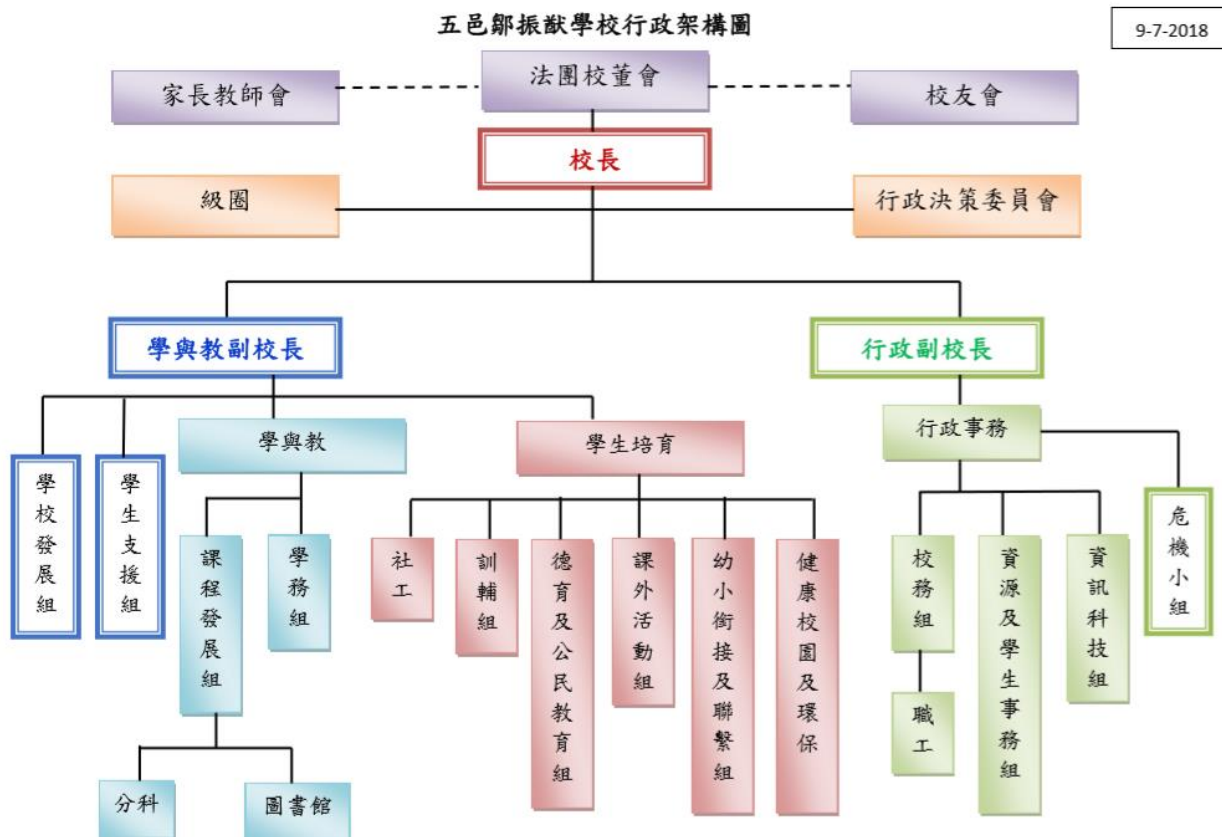 五邑鄒振猷學校行政架構圖
9-7-2018
家長教師會
法團校董會
校友會
校長
級圈
行政決策委員會
學與教副校長
行政副校長
學與教
學生培育
行政事務
學校發展組
學生支援組
課程發展組
學務組
社工
訓輔組
德育及公民教育組
課外活動組
幼小銜接及聯繫組
健康校園及環保
校務組
資源及學生事務組
資訊科技組
危機小組
職工
分科
圖書館